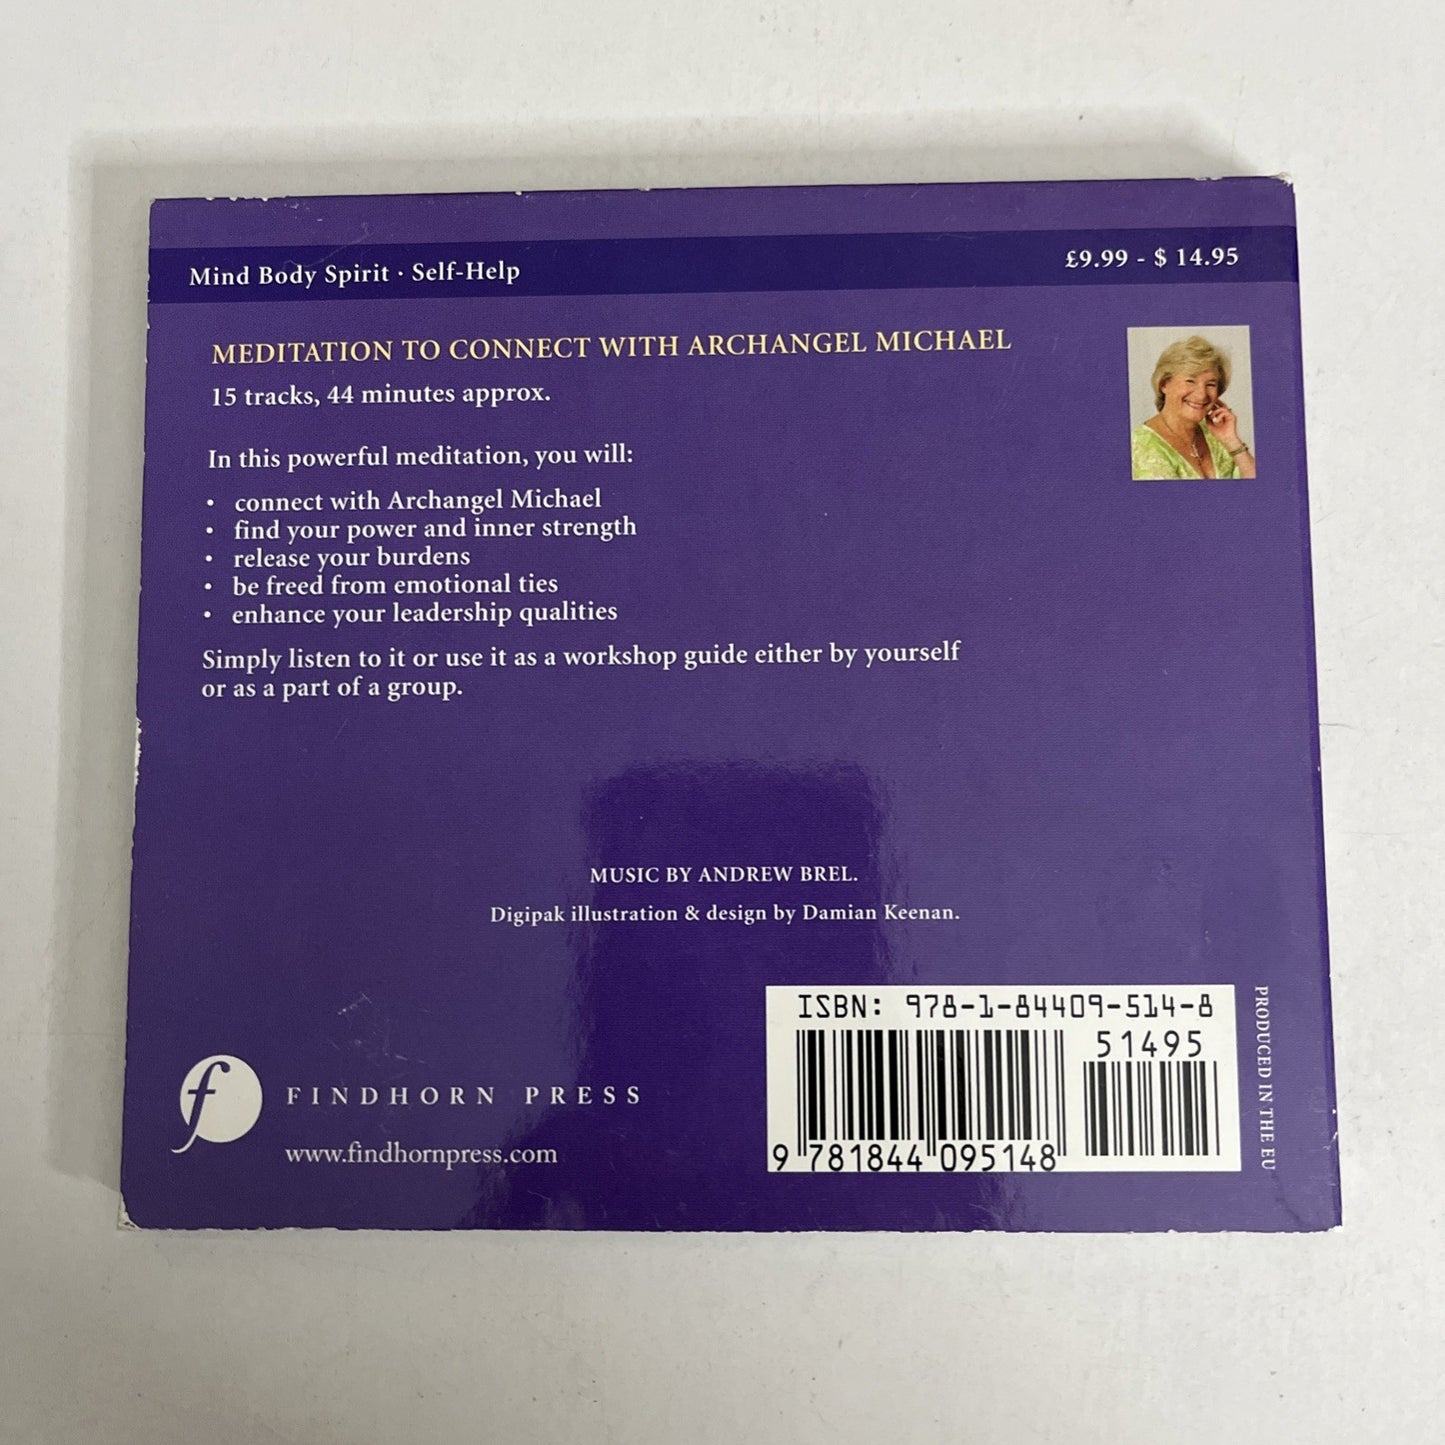 Mind Body Spirit · Self-Help
£9.99 - $ 14.95
MEDITATION TO CONNECT WITH ARCHANGEL MICHAEL
15 tracks, 44 minutes approx.
In this powerful meditation, you will:
• connect with Archangel Michael
• find your power and inner strength
• release your burdens
• be freed from emotional ties
• enhance your leadership qualities
Simply listen to it or use it as a workshop guide either by yourself
or as a part of a group.
MUSIC BY ANDREW BREL.
Digipak illustration & design by Damian Keenan.
f
FINDHORN PRESS
www.findhornpress.com
ISBN: 978-1-84409-514-8
51495
9 781844 095148
PRODUCED IN THE EU